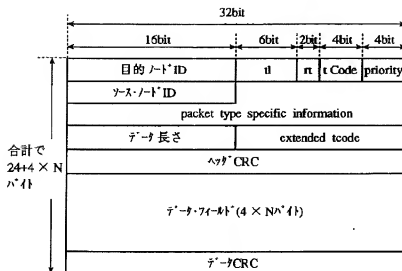 32bit
16bit 6bit 2bit 4bit 4bit
目的ﾉｰﾄﾞID tl rt t Code priority
ｿｰｽ・ﾉｰﾄﾞID
packet type specific information
ﾃﾞｰﾀ長さ extended tcode
ﾍｯﾀﾞCRC
合計で
24+4×N
ﾊﾞｲﾄ
ﾃﾞｰﾀ・ﾌｨｰﾙﾄﾞ(4×Nﾊﾞｲﾄ)
ﾃﾞｰﾀCRC